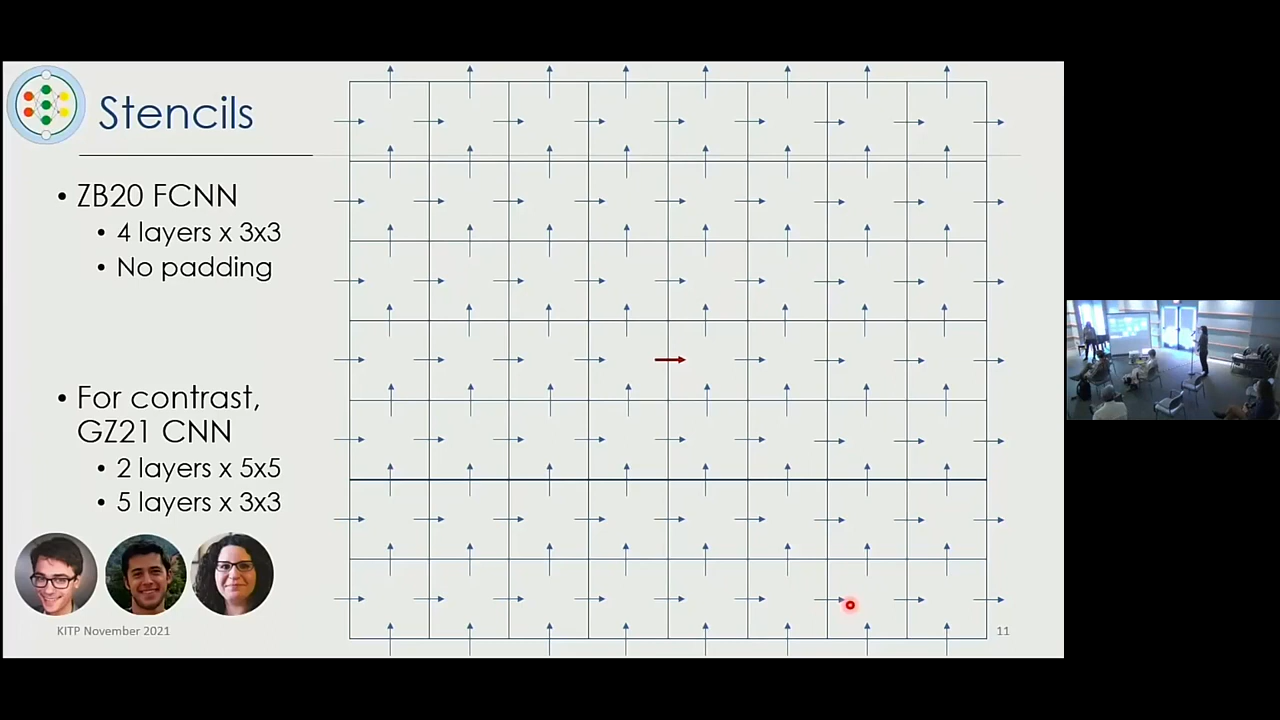 Stencils
• ZB20 FCNN
• 4 layers x 3x3
• No padding
• For contrast,
GZ21 CNN
• 2 layers x 5x5
• 5 layers x 3x3
KITP November 2021
11